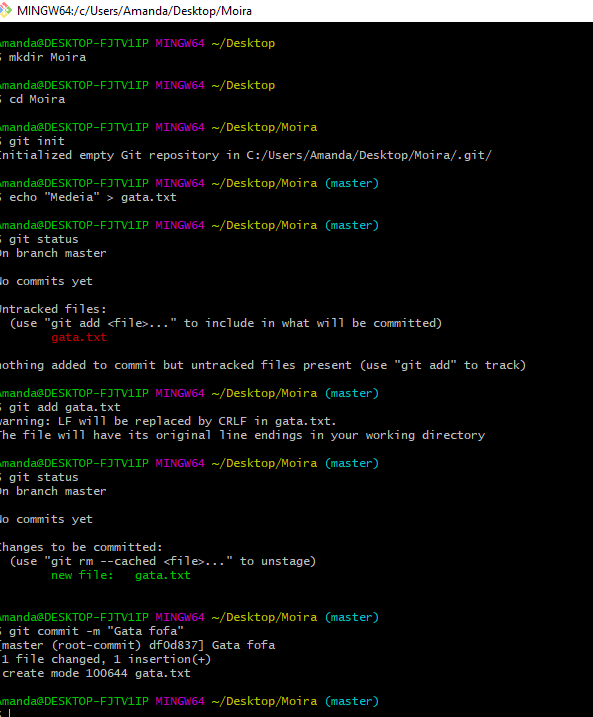 MINGW64:/c/Users/Amanda/Desktop/Moira
Amanda@DESKTOP-FJTV1IP MINGW64 ~/Desktop
$ mkdir Moira
Amanda@DESKTOP-FJTV1IP MINGW64 ~/Desktop
$ cd Moira
Amanda@DESKTOP-FJTV1IP MINGW64 ~/Desktop/Moira
$ git init
Initialized empty Git repository in C:/Users/Amanda/Desktop/Moira/.git/
Amanda@DESKTOP-FJTV1IP MINGW64 ~/Desktop/Moira (master)
$ echo "Medeia" > gata.txt
Amanda@DESKTOP-FJTV1IP MINGW64 ~/Desktop/Moira (master)
$ git status
On branch master
No commits yet
Untracked files:
(use "git add <file>..." to include in what will be committed)
gata.txt
nothing added to commit but untracked files present (use "git add" to track)
Amanda@DESKTOP-FJTV1IP MINGW64 ~/Desktop/Moira (master)
$ git add gata.txt
warning: LF will be replaced by CRLF in gata.txt.
The file will have its original line endings in your working directory
Amanda@DESKTOP-FJTV1IP MINGW64 ~/Desktop/Moira (master)
$ git status
On branch master
No commits yet
Changes to be committed:
(use "git rm --cached <file>..." to unstage)
new file:   gata.txt
Amanda@DESKTOP-FJTV1IP MINGW64 ~/Desktop/Moira (master)
$ git commit -m "Gata fofa"
[master (root-commit) df0d837] Gata fofa
1 file changed, 1 insertion(+)
create mode 100644 gata.txt
Amanda@DESKTOP-FJTV1IP MINGW64 ~/Desktop/Moira (master)
$